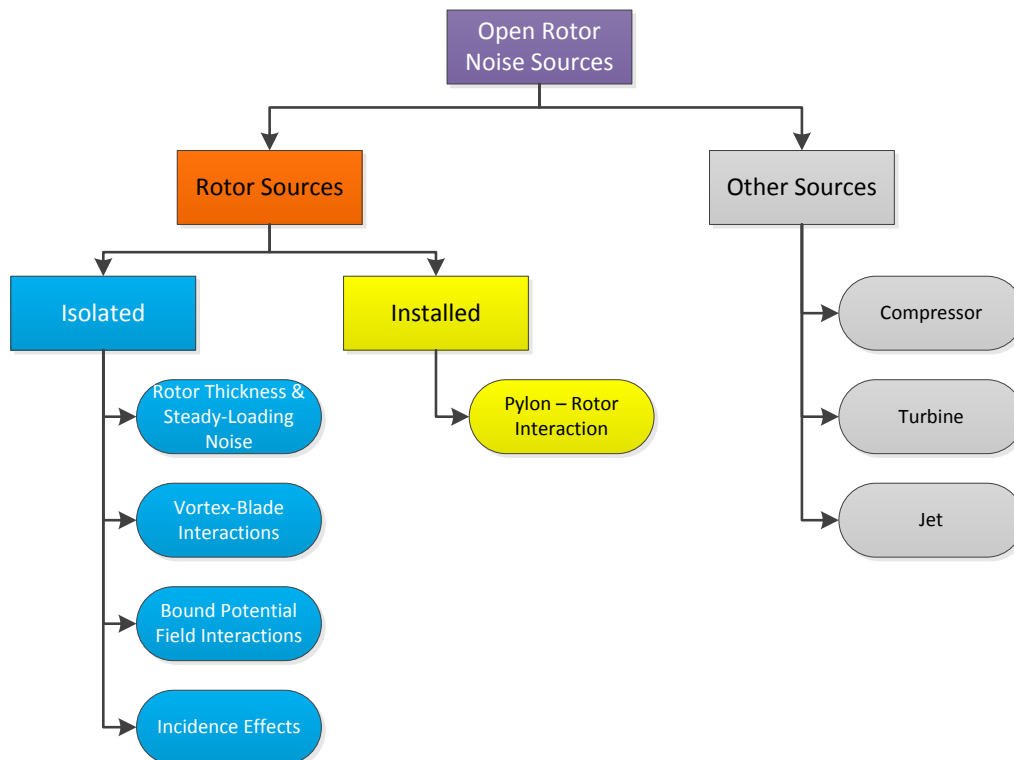 Open Rotor
Noise Sources
Rotor Sources
Other Sources
Isolated
Installed
Compressor
Rotor Thickness &
Steady-Loading
Noise
Pylon – Rotor
Interaction
Turbine
Vortex-Blade
Interactions
Jet
Bound Potential
Field Interactions
Incidence Effects